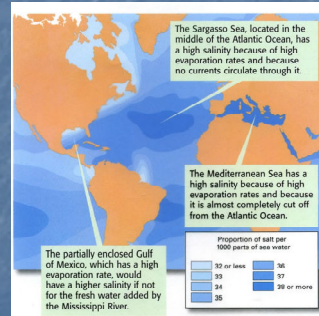 The Sargasso Sea, located in the
middle of the Atlantic Ocean, has
a high salinity because of high
evaporation rates and because
no currents circulate through it.
The Mediterranean Sea has a
high salinity because of high
evaporation rates and because
it is almost completely cut off
from the Atlantic Ocean.
The partially enclosed Gulf
of Mexico, which has a high
evaporation rate, would
have a higher salinity if not
for the fresh water added by
the Mississippi River.
Proportion of salt per
1000 parts of sea water
32 or less
33
34
35
36
37
38 or more